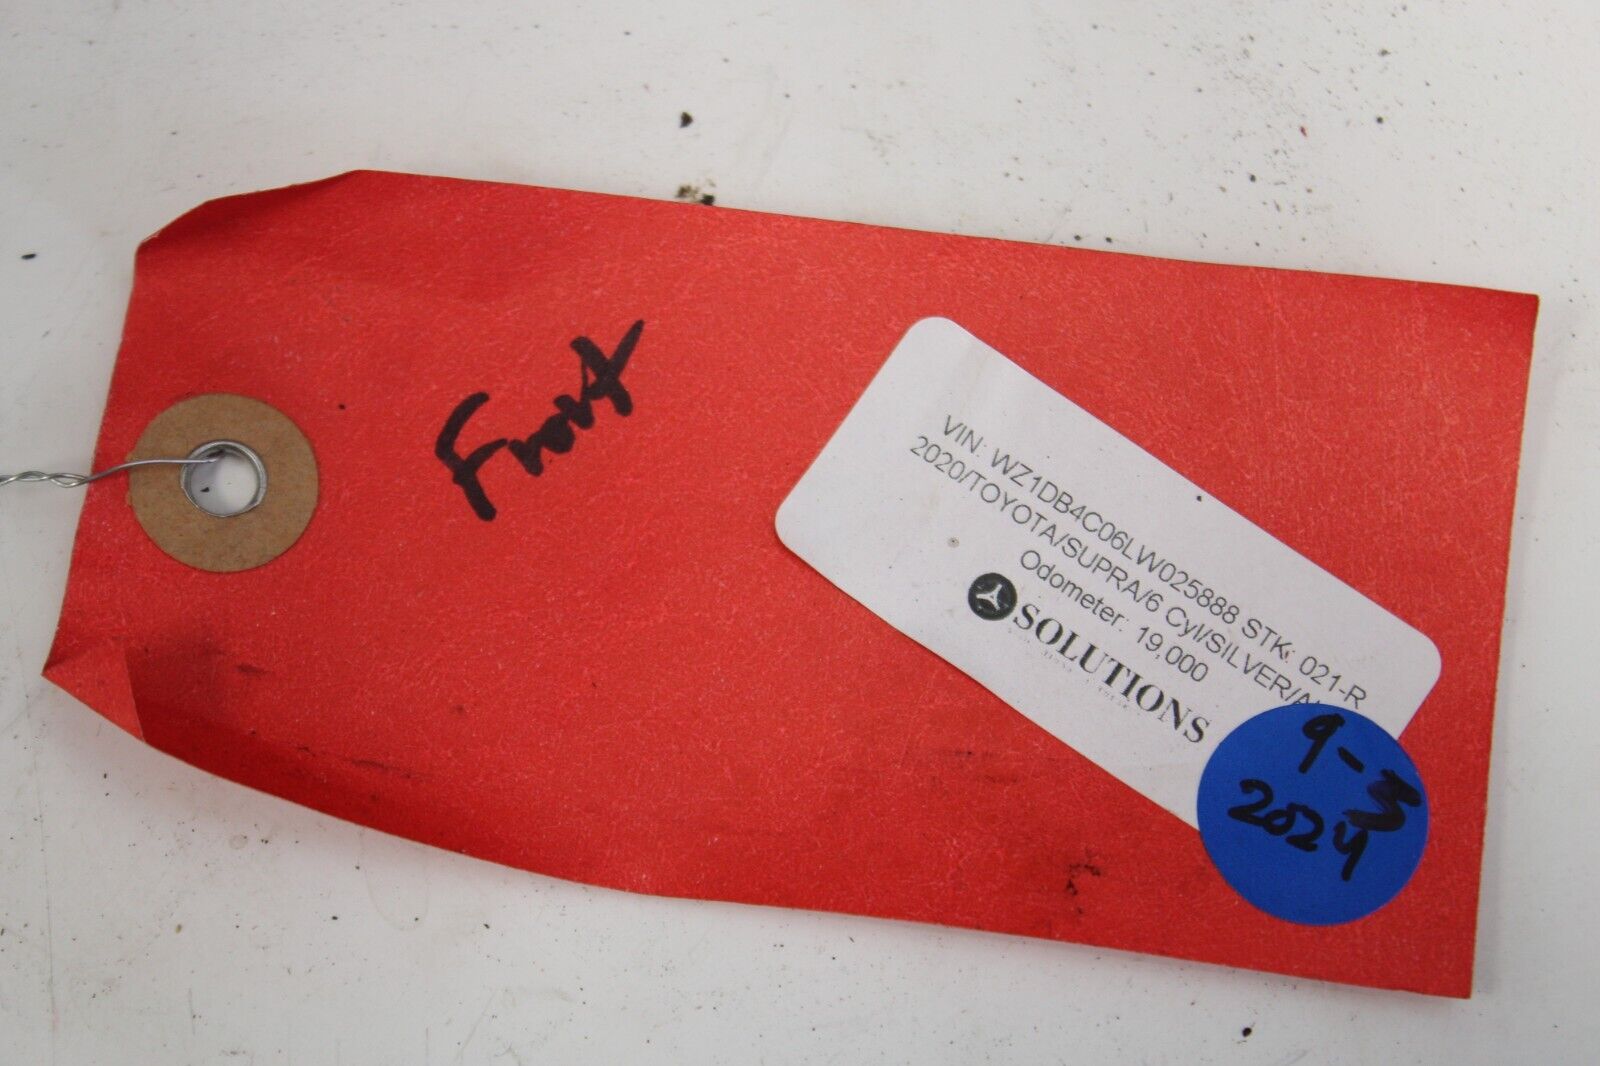 Front
VIN: WZ1DB4C06LW025888 STK: 021-R
2020/TOYOTA/SUPRA/6 Cyl/SILVER/
Odometer: 19,000
SOLUTIONS
9-3
2024